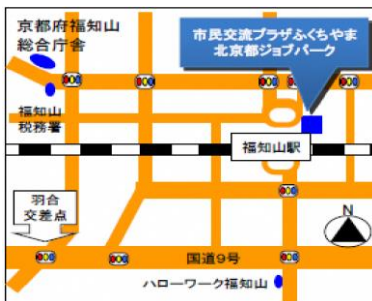 京都府福知山
総合庁舎
市民交流プラザふくちやま
北京都ジョブパーク
福知山
税務署
福知山駅
羽合
交差点
N
国道9号
ハローワーク福知山